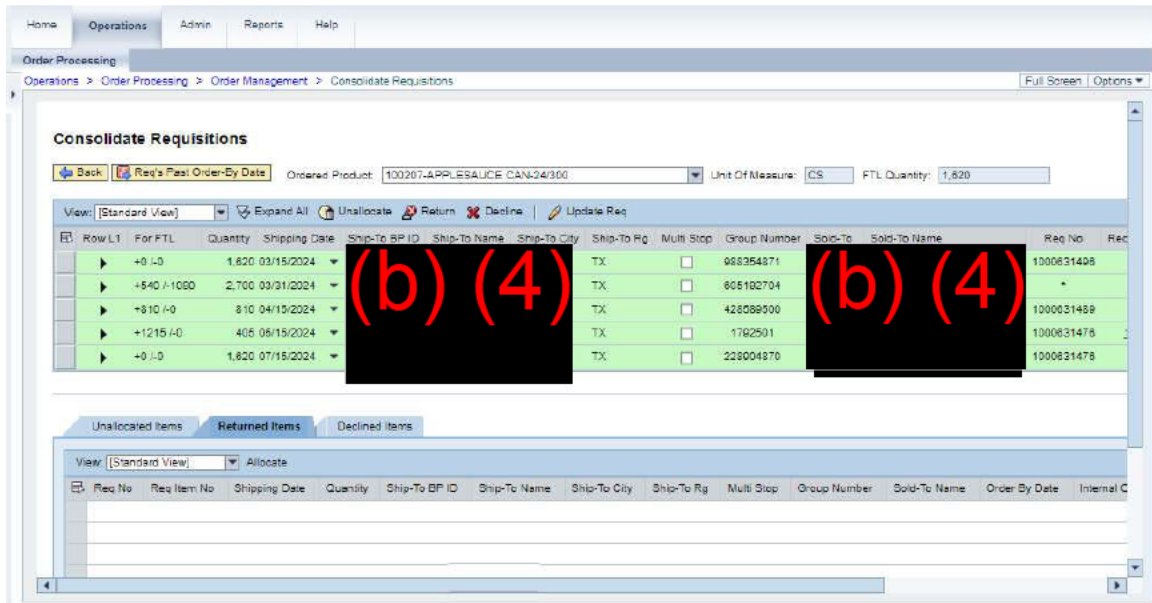 Home Operations Admin Reports Help
Order Processing
Operations > Order Processing > Order Management > Consolidate Requisitions Full Screen Options
Consolidate Requisitions
Back Req's Past Order-By Date Ordered Product: 100207-APPLESAUCE CAN-24/300 Unit Of Measure: CS FTL Quantity: 1,620
View: [Standard View] Expand All Unallocate Return Decline | Update Req
Row L1 For FTL Quantity Shipping Date Ship-To BP ID Ship-To Name Ship-To City Ship-To Rg Multi Stop Group Number Sold-To Sold-To Name Req No Rec
+0 /-0 1,620 03/15/2024 TX 988354871 1000631496
+540 /-1080 2,700 03/31/2024 (b) (4) TX 605192704 (b) (4) *
+810 /-0 810 04/15/2024 TX 428589500 1000631489
+1215 /-0 405 06/15/2024 TX 1792501 1000631476
+0 /-0 1,620 07/15/2024 TX 228904870 1000631476
Unallocated Items Returned Items Declined Items
View: [Standard View] Allocate
Req No Req Item No Shipping Date Quantity Ship-To BP ID Ship-To Name Ship-To City Ship-To Rg Multi Stop Group Number Sold-To Name Order By Date Internal C